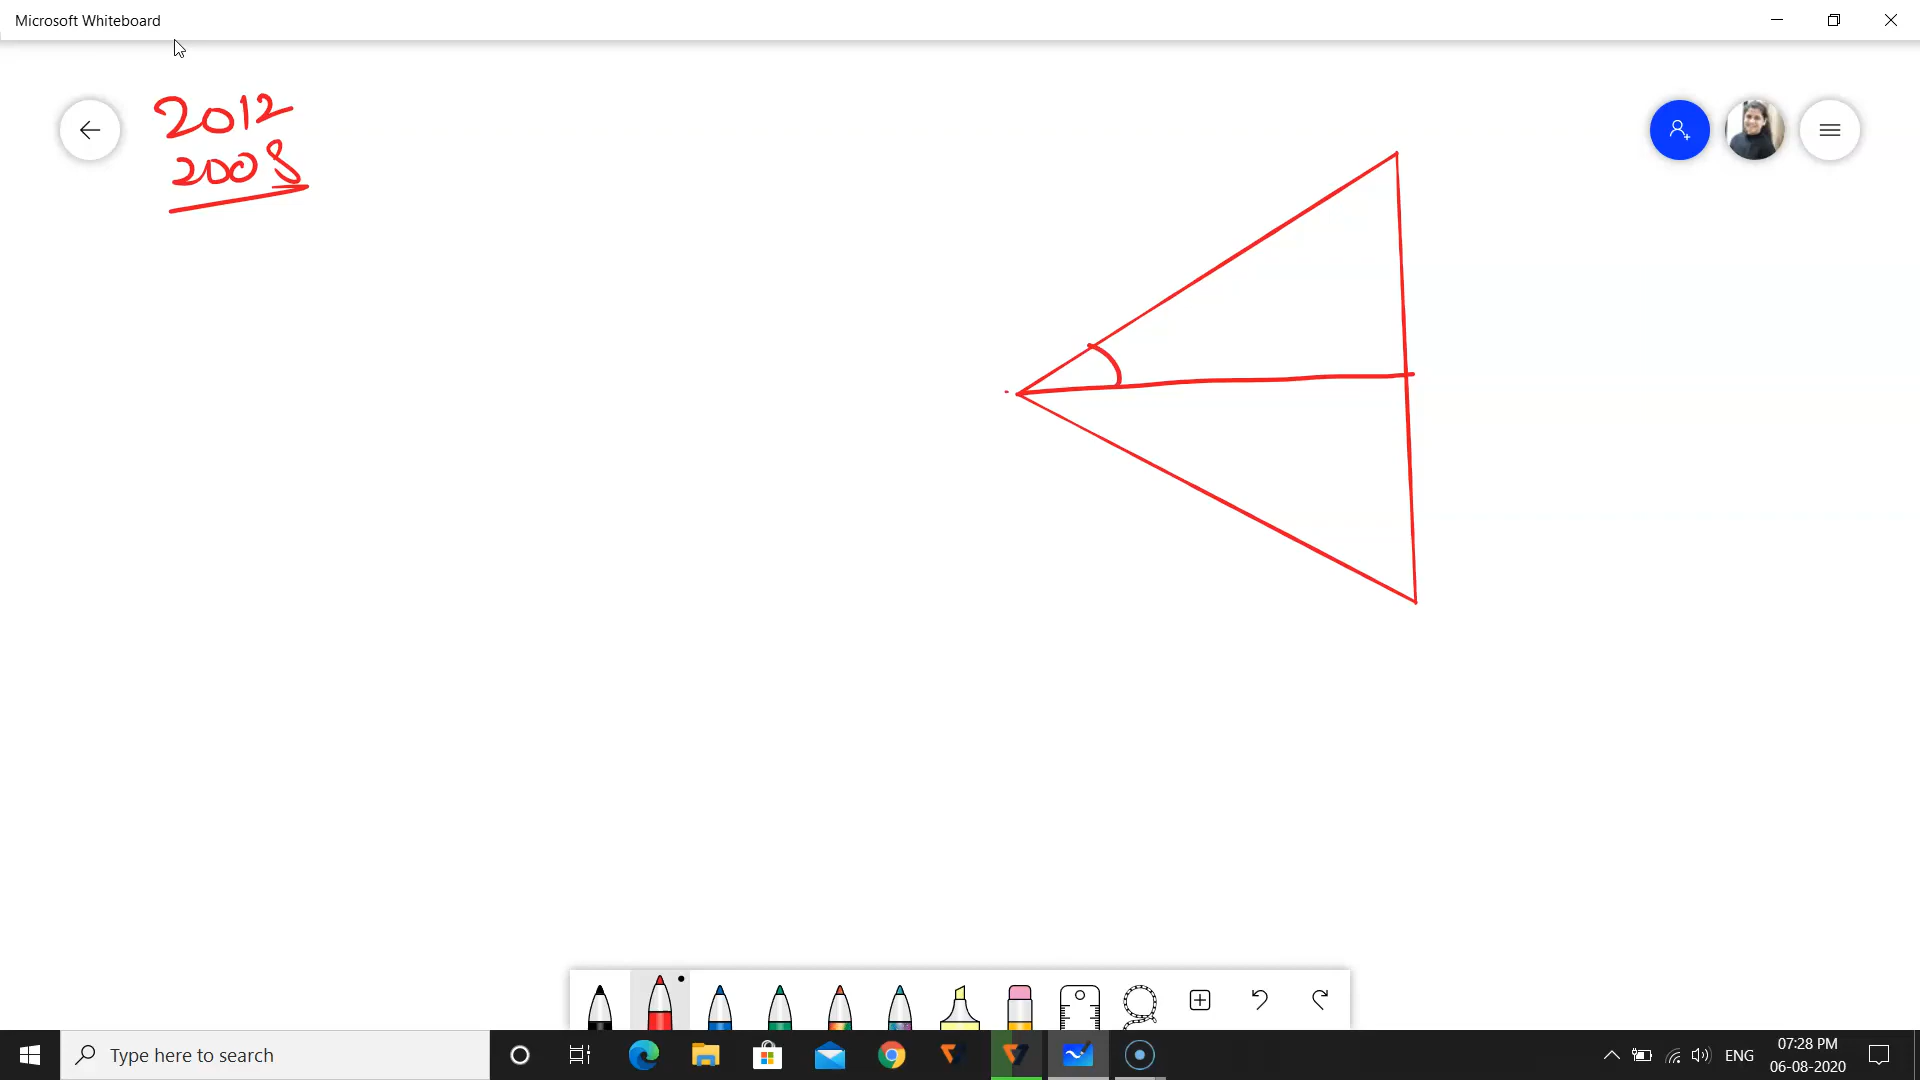 Microsoft Whiteboard
2012
2008
Type here to search
ENG
07:28 PM
06-08-2020